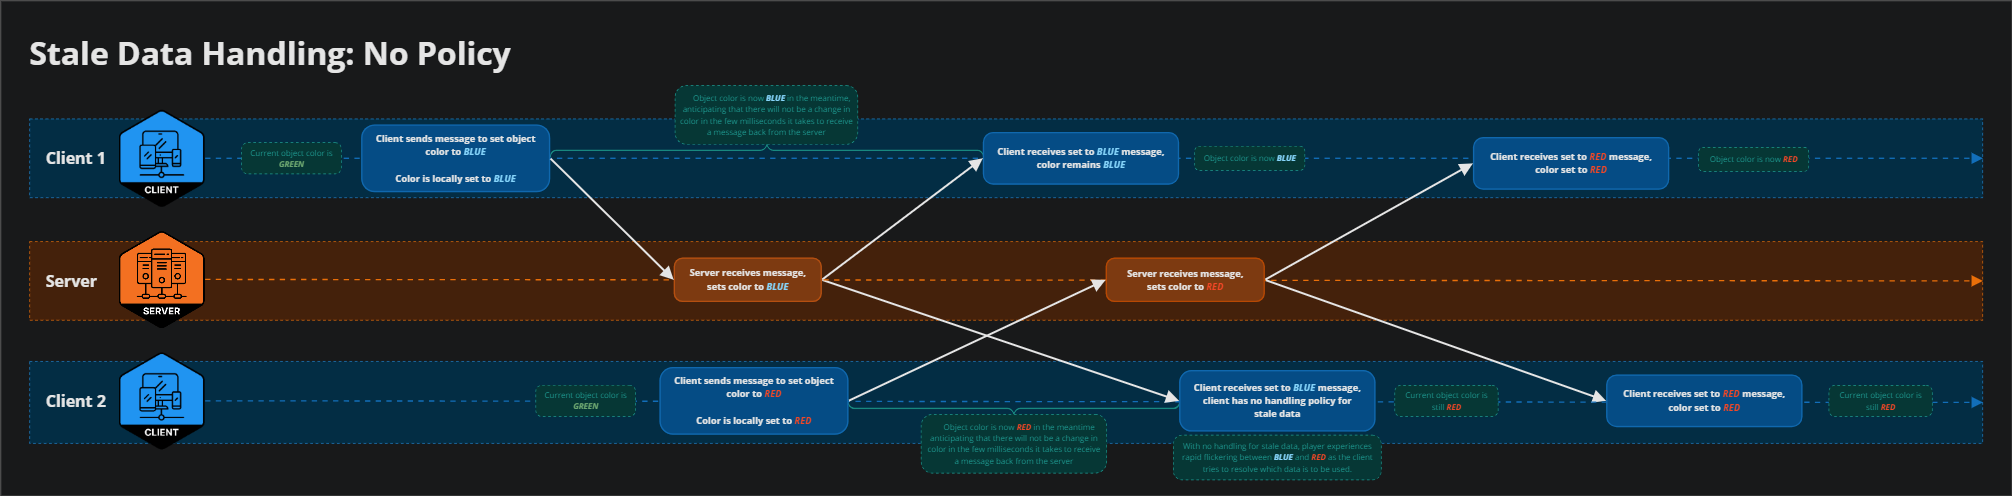 Stale Data Handling: No Policy
Object color is now BLUE in the meantime,
anticipating that there will not be a change in
color in the few milliseconds it takes to receive
a message back from the server
Client 1
CLIENT
Current object color is
GREEN
Client sends message to set object
color to BLUE
Color is locally set to BLUE
Client receives set to BLUE message,
color remains BLUE
Object color is now BLUE
Client receives set to RED message,
color set to RED
Object color is now RED
Server
SERVER
Server receives message,
sets color to BLUE
Server receives message,
sets color to RED
Client 2
CLIENT
Current object color is
GREEN
Client sends message to set object
color to RED
Color is locally set to RED
Object color is now RED in the meantime
anticipating that there will not be a change in
color in the few milliseconds it takes to receive
a message back from the server
Client receives set to BLUE message,
client has no handling policy for
stale data
With no handling for stale data, player experiences
rapid flickering between BLUE and RED as the client
tries to resolve which data is to be used.
Current object color is
still RED
Client receives set to RED message,
color set to RED
Current object color is
still RED